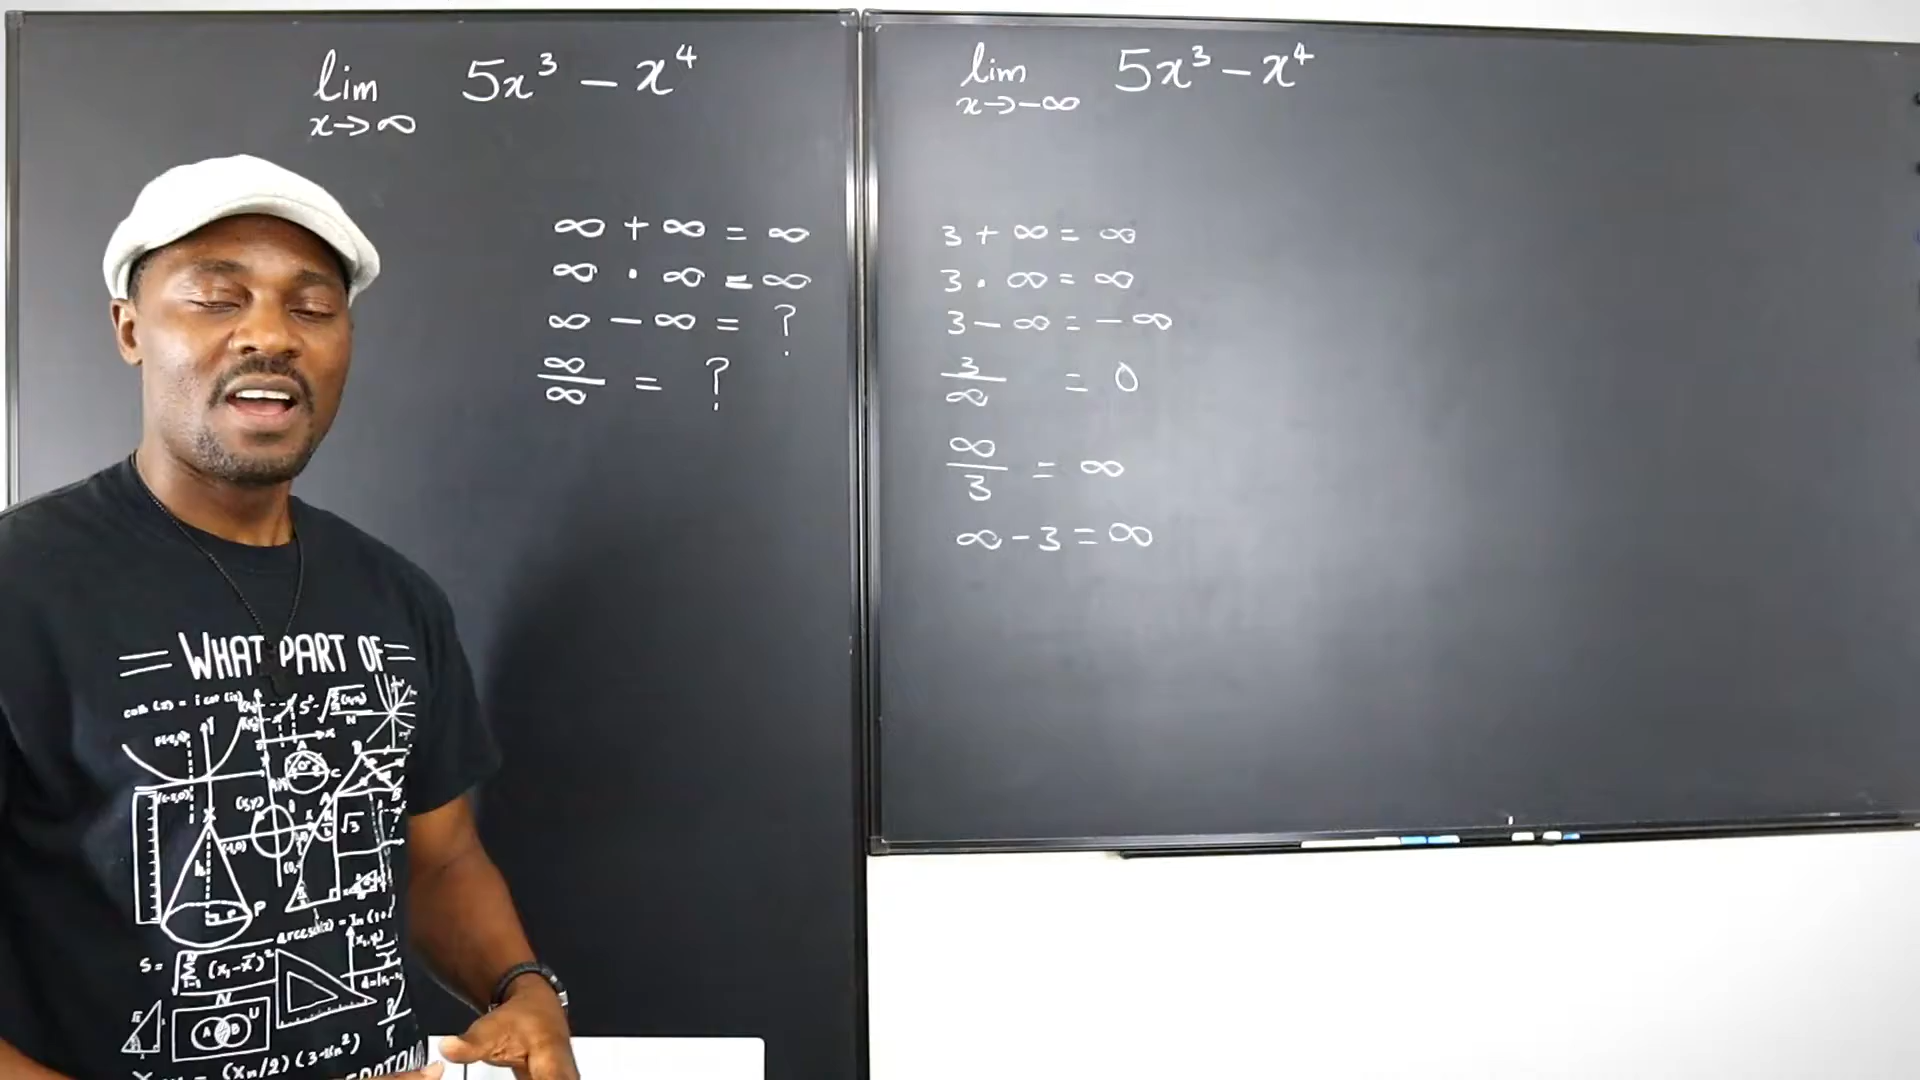 lim 5x³ − x⁴
x→∞
∞ + ∞ = ∞
∞ · ∞ = ∞
∞ − ∞ = ?
∞/∞ = ?
lim 5x³ − x⁴
x→−∞
3 + ∞ = ∞
3 · ∞ = ∞
3 − ∞ = −∞
3/∞ = 0
∞/3 = ∞
∞ − 3 = ∞
WHAT PART OF